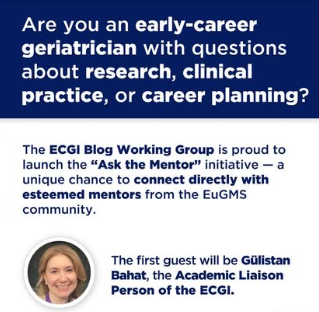 Are you an early-career
geriatrician with questions
about research, clinical
practice, or career planning?
The ECGI Blog Working Group is proud to
launch the “Ask the Mentor” initiative — a
unique chance to connect directly with
esteemed mentors from the EuGMS
community.
The first guest will be Gülistan
Bahat, the Academic Liaison
Person of the ECGI.